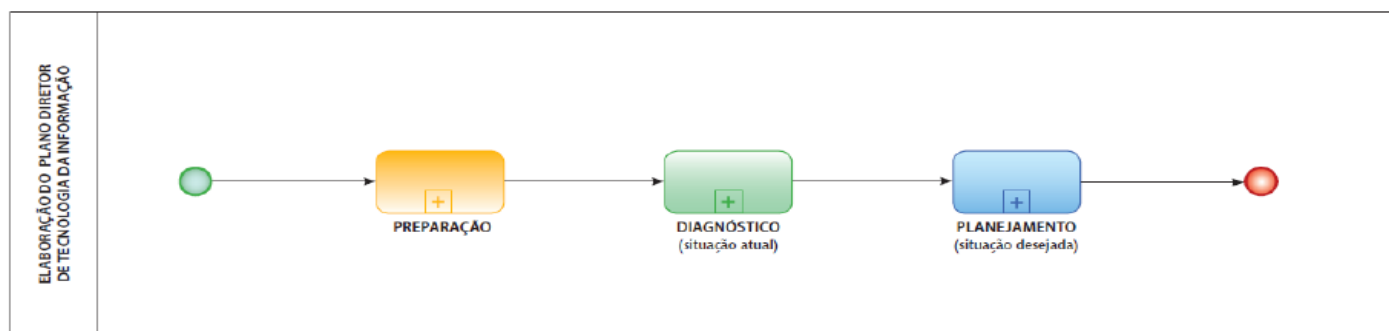 ELABORAÇÃO DO PLANO DIRETOR
DE TECNOLOGIA DA INFORMAÇÃO
PREPARAÇÃO
DIAGNÓSTICO
(situação atual)
PLANEJAMENTO
(situação desejada)